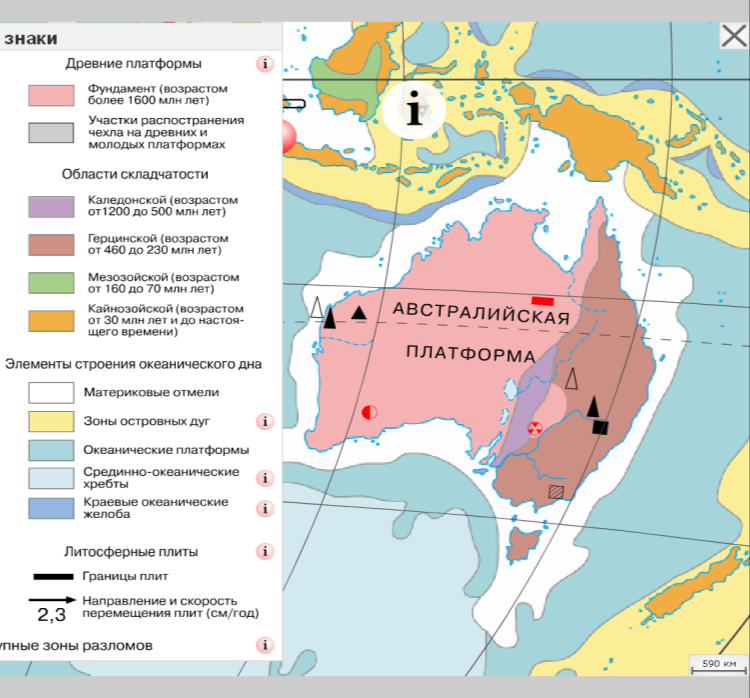 знаки
Древние платформы
i
Фундамент (возрастом
более 1600 млн лет)
Участки распостранения
чехла на древних и
молодых платформах
Области складчатости
Каледонской (возрастом
от1200 до 500 млн лет)
Герцинской (возрастом
от 460 до 230 млн лет)
Мезозойской (возрастом
от 160 до 70 млн лет)
Кайнозойской (возрастом
от 30 млн лет и до настоя-
щего времени)
Элементы строения океанического дна
Материковые отмели
Зоны островных дуг
i
Океанические платформы
Срединно-океанические
хребты
i
Краевые океанические
желоба
i
Литосферные плиты
i
Границы плит
2,3
Направление и скорость
перемещения плит (см/год)
упные зоны разломов
i
i
АВСТРАЛИЙСКАЯ
ПЛАТФОРМА
590 км